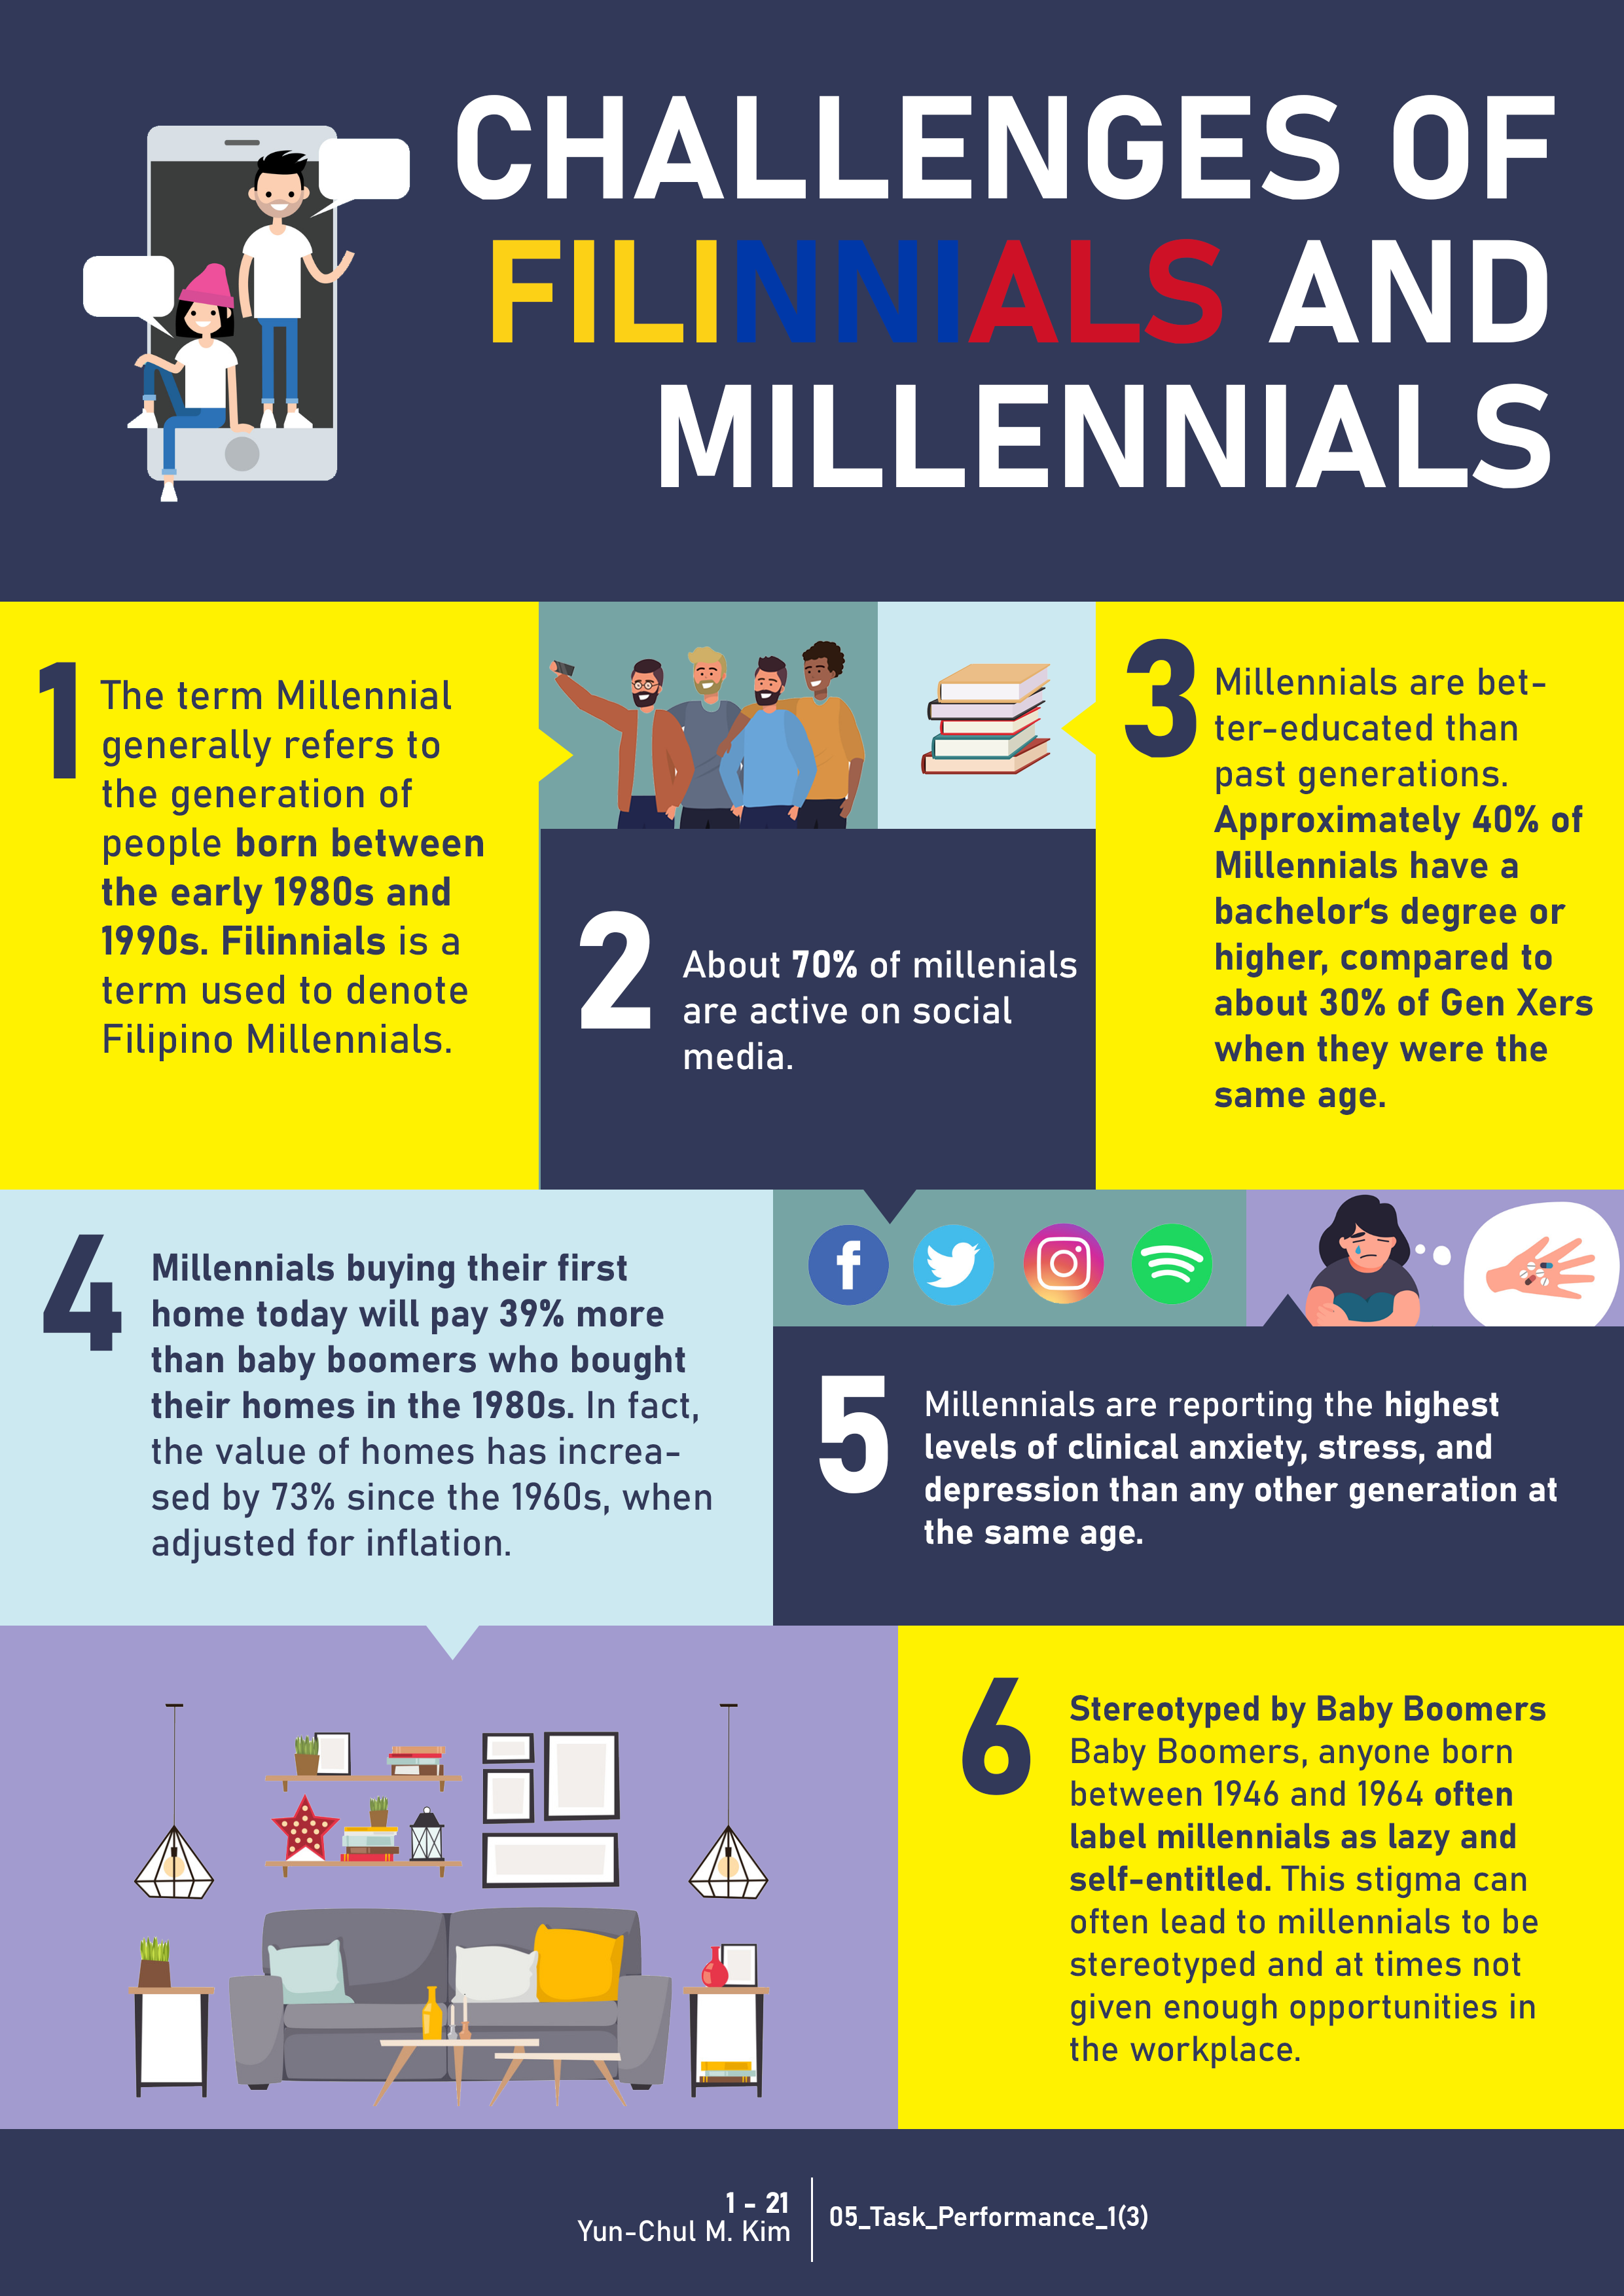 CHALLENGES OF
FILINNIALS AND
MILLENNIALS
1
The term Millennial
generally refers to
the generation of
people born between
the early 1980s and
1990s. Filinnials is a
term used to denote
Filipino Millennials.
2
About 70% of millenials
are active on social
media.
3
Millennials are bet-
ter-educated than
past generations.
Approximately 40% of
Millennials have a
bachelor‘s degree or
higher, compared to
about 30% of Gen Xers
when they were the
same age.
4
Millennials buying their first
home today will pay 39% more
than baby boomers who bought
their homes in the 1980s. In fact,
the value of homes has increa-
sed by 73% since the 1960s, when
adjusted for inflation.
5
Millennials are reporting the highest
levels of clinical anxiety, stress, and
depression than any other generation at
the same age.
6
Stereotyped by Baby Boomers
Baby Boomers, anyone born
between 1946 and 1964 often
label millennials as lazy and
self-entitled. This stigma can
often lead to millennials to be
stereotyped and at times not
given enough opportunities in
the workplace.
1 - 21
Yun-Chul M. Kim
05_Task_Performance_1(3)